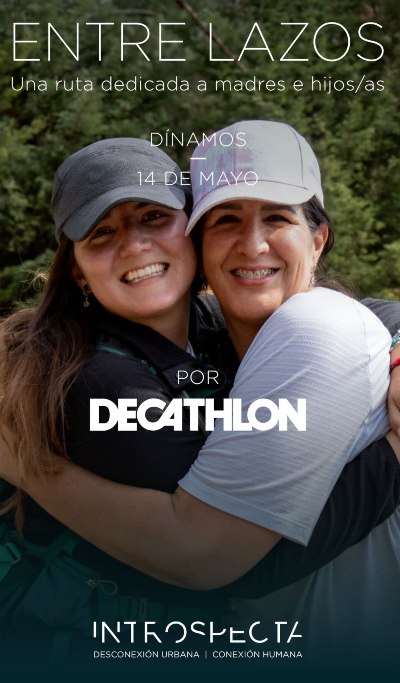 ENTRE LAZOS
Una ruta dedicada a madres e hijos/as
DÍNAMOS
14 DE MAYO
POR
DECATHLON
INTROSPECTA
DESCONEXIÓN URBANA | CONEXIÓN HUMANA